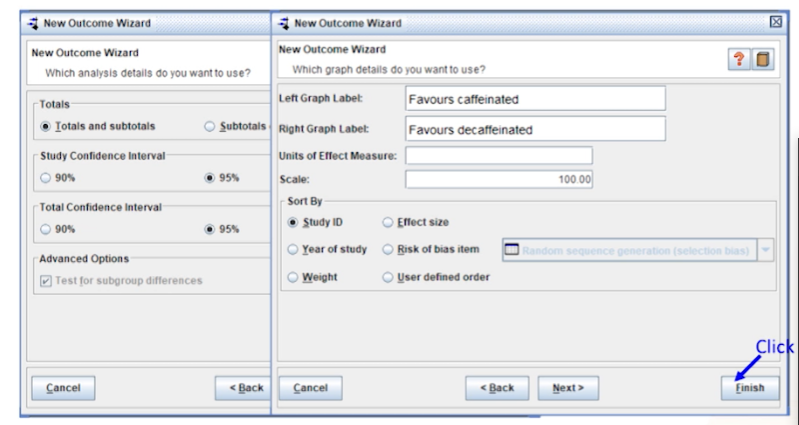 New Outcome Wizard
New Outcome Wizard
Which analysis details do you want to use?
Totals
Totals and subtotals
Subtotals
Study Confidence Interval
90%
95%
Total Confidence Interval
90%
95%
Advanced Options
Test for subgroup differences
Cancel
< Back
New Outcome Wizard
New Outcome Wizard
Which graph details do you want to use?
Left Graph Label: Favours caffeinated
Right Graph Label: Favours decaffeinated
Units of Effect Measure:
Scale: 100.00
Sort By
Study ID
Effect size
Year of study
Risk of bias item
Random sequence generation (selection bias)
Weight
User defined order
Click
Cancel
< Back
Next >
Finish